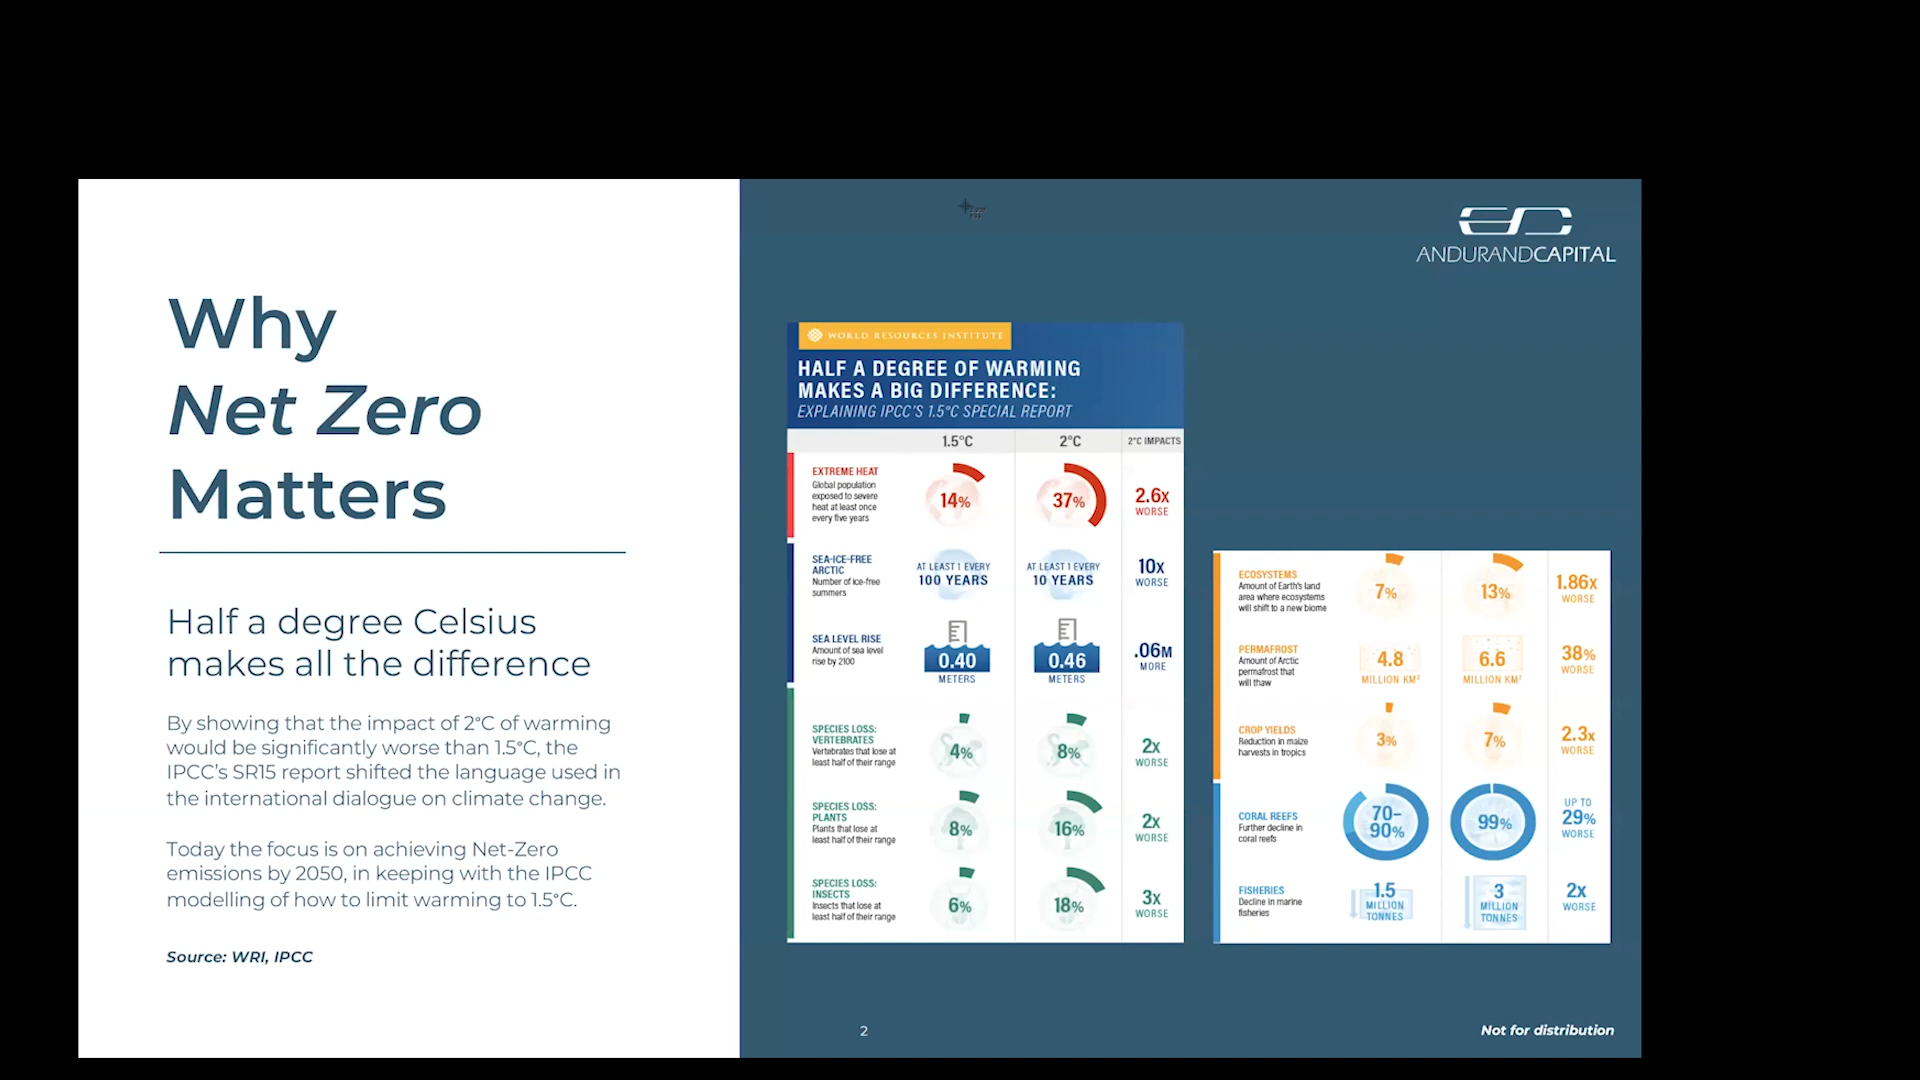 Why
Net Zero
Matters
Half a degree Celsius
makes all the difference
By showing that the impact of 2°C of warming
would be significantly worse than 1.5°C, the
IPCC's SR15 report shifted the language used in
the international dialogue on climate change.
Today the focus is on achieving Net-Zero
emissions by 2050, in keeping with the IPCC
modelling of how to limit warming to 1.5°C.
Source: WRI, IPCC
ANDURANDCAPITAL
WORLD RESOURCES INSTITUTE
HALF A DEGREE OF WARMING
MAKES A BIG DIFFERENCE:
EXPLAINING IPCC'S 1.5°C SPECIAL REPORT
1.5°C 2°C 2°C IMPACTS
EXTREME HEAT
Global population
exposed to severe
heat at least once
every five years
14%
37%
2.6x
WORSE
SEA-ICE-FREE
ARCTIC
Number of ice-free
summers
AT LEAST 1 EVERY
100 YEARS
AT LEAST 1 EVERY
10 YEARS
10x
WORSE
SEA LEVEL RISE
Amount of sea level
rise by 2100
0.40
METERS
0.46
METERS
.06M
MORE
SPECIES LOSS:
VERTEBRATES
Vertebrates that lose at
least half of their range
4%
8%
2x
WORSE
SPECIES LOSS:
PLANTS
Plants that lose at
least half of their range
8%
16%
2x
WORSE
SPECIES LOSS:
INSECTS
Insects that lose at
least half of their range
6%
18%
3x
WORSE
ECOSYSTEMS
Amount of Earth's land
area where ecosystems
will shift to a new biome
7%
13%
1.86x
WORSE
PERMAFROST
Amount of Arctic
permafrost that
will thaw
4.8
MILLION KM²
6.6
MILLION KM²
38%
WORSE
CROP YIELDS
Reduction in maize
harvests in tropics
3%
7%
2.3x
WORSE
CORAL REEFS
Further decline in
coral reefs
70–
90%
99%
UP TO
29%
WORSE
FISHERIES
Decline in marine
fisheries
1.5
MILLION
TONNES
3
MILLION
TONNES
2x
WORSE
2
Not for distribution